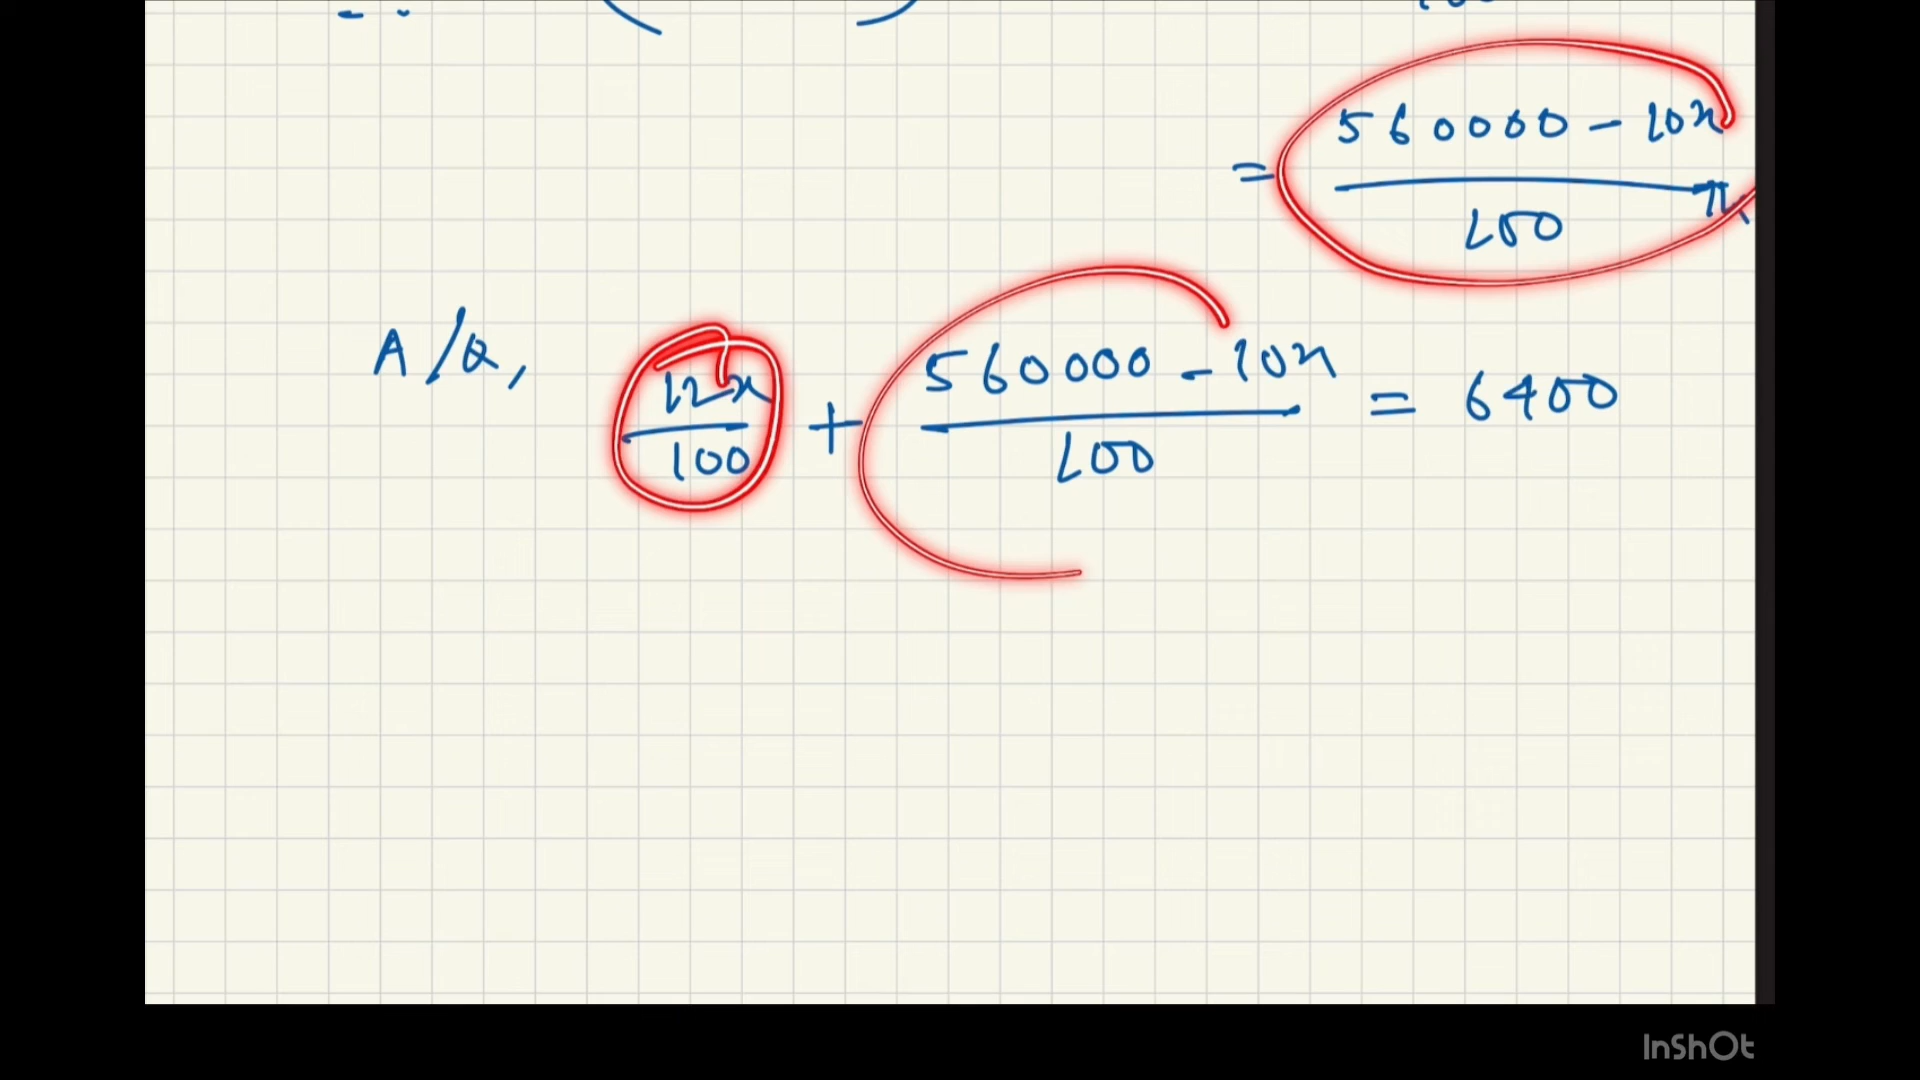 = 560000 - 10x / 100
A/Q, 12x / 100 + 560000 - 10x / 100 = 6400
InShOt